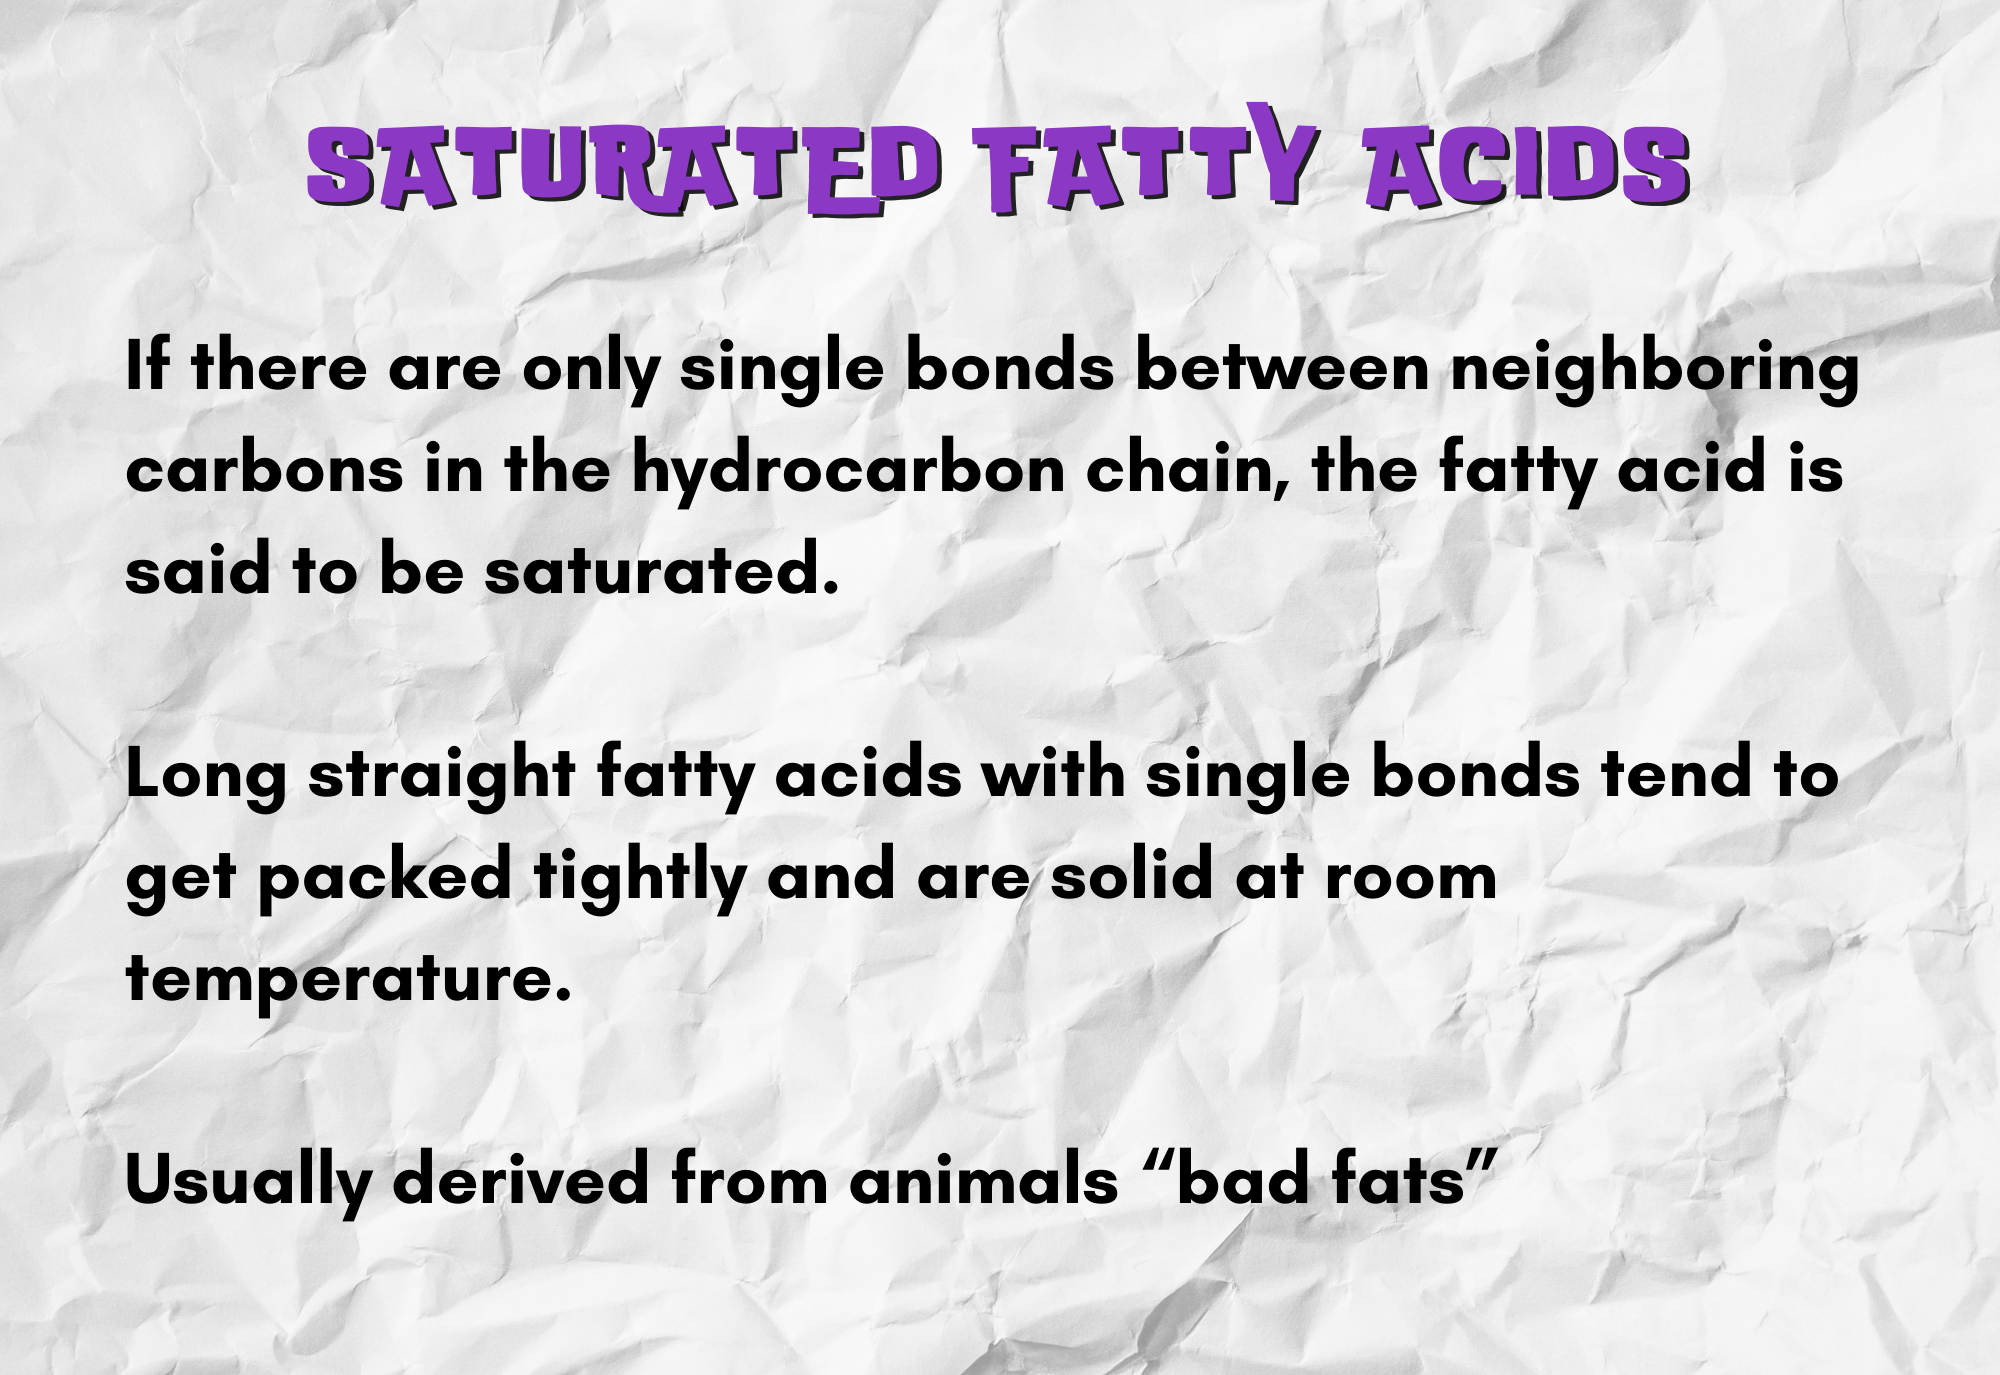 SATURATED FATTY ACIDS
If there are only single bonds between neighboring
carbons in the hydrocarbon chain, the fatty acid is
said to be saturated.
Long straight fatty acids with single bonds tend to
get packed tightly and are solid at room
temperature.
Usually derived from animals “bad fats”